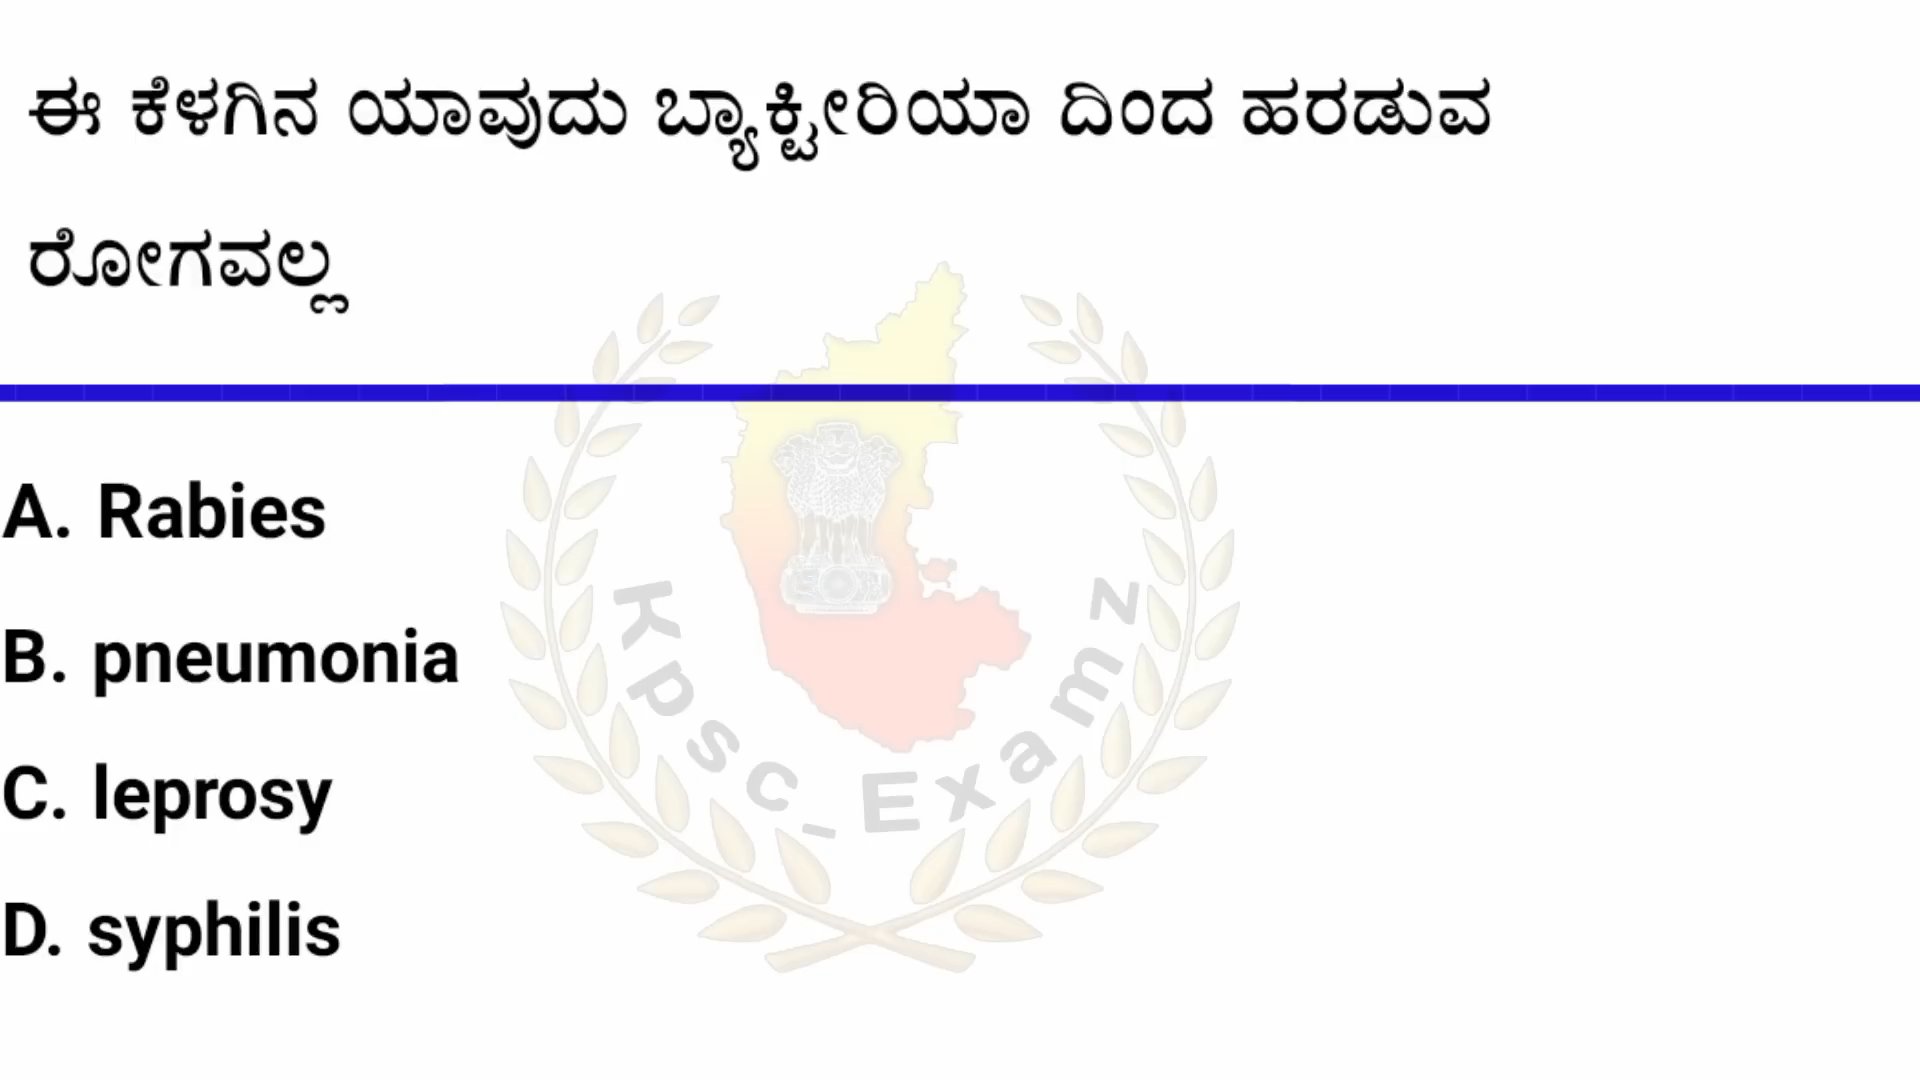 ಈ ಕೆಳಗಿನ ಯಾವುದು ಬ್ಯಾಕ್ಟೀರಿಯಾ ದಿಂದ ಹರಡುವ
ರೋಗವಲ್ಲ
A. Rabies
B. pneumonia
C. leprosy
D. syphilis
Kpsc_Examz